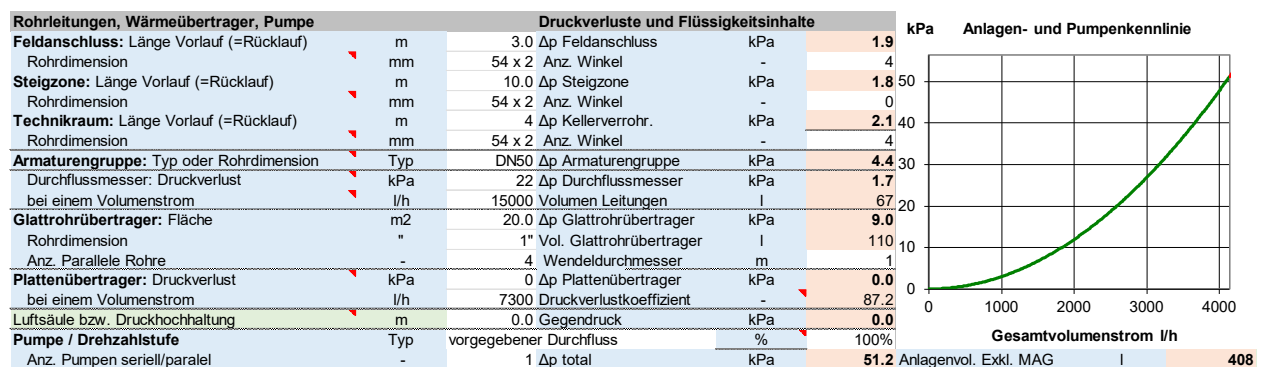 Rohrleitungen, Wärmeübertrager, Pumpe Druckverluste und Flüssigkeitsinhalte
Feldanschluss: Länge Vorlauf (=Rücklauf) m 3.0 Δp Feldanschluss kPa 1.9
Rohrdimension mm 54 x 2 Anz. Winkel - 4
Steigzone: Länge Vorlauf (=Rücklauf) m 10.0 Δp Steigzone kPa 1.8
Rohrdimension mm 54 x 2 Anz. Winkel - 0
Technikraum: Länge Vorlauf (=Rücklauf) m 4 Δp Kellerverrohr. kPa 2.1
Rohrdimension mm 54 x 2 Anz. Winkel - 4
Armaturengruppe: Typ oder Rohrdimension Typ DN50 Δp Armaturengruppe kPa 4.4
Durchflussmesser: Druckverlust kPa 22 Δp Durchflussmesser kPa 1.7
bei einem Volumenstrom l/h 15000 Volumen Leitungen l 67
Glattrohrübertrager: Fläche m2 20.0 Δp Glattrohrübertrager kPa 9.0
Rohrdimension " 1" Vol. Glattrohrübertrager l 110
Anz. Parallele Rohre - 4 Wendeldurchmesser m 1
Plattenübertrager: Druckverlust kPa 0 Δp Plattenübertrager kPa 0.0
bei einem Volumenstrom l/h 7300 Druckverlustkoeffizient - 87.2
Luftsäule bzw. Druckhochhaltung m 0.0 Gegendruck kPa 0.0
Pumpe / Drehzahlstufe Typ vorgegebener Durchfluss % 100%
Anz. Pumpen seriell/paralel - 1 Δp total kPa 51.2 Anlagenvol. Exkl. MAG l 408
kPa Anlagen- und Pumpenkennlinie
50
40
30
20
10
0
0 1000 2000 3000 4000
Gesamtvolumenstrom l/h